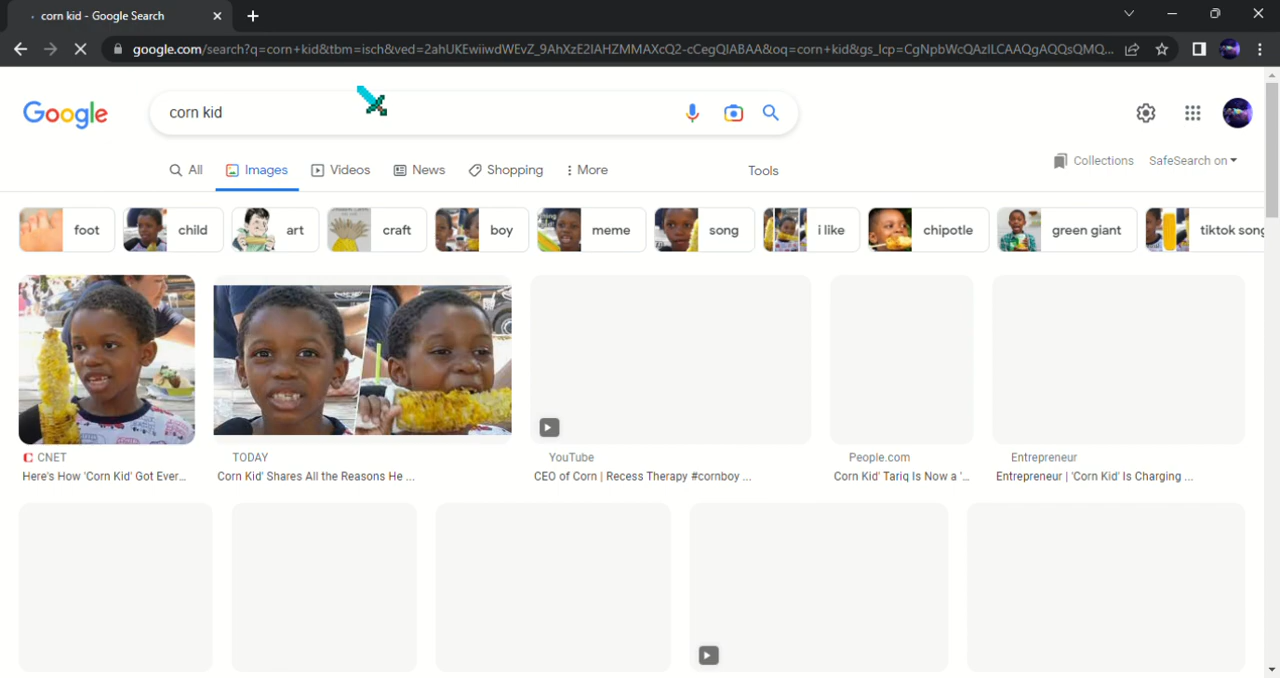 corn kid - Google Search
google.com/search?q=corn+kid&tbm=isch&ved=2ahUKEwiiwdWEvZ_9AhXzE2IAHZMMAXcQ2-cCegQIABAA&oq=corn+kid&gs_lcp=CgNpbWcQAzILCAAQgAQQsQMQ...
Google
corn kid
All Images Videos News Shopping More Tools
Collections SafeSearch on
foot child art craft boy meme song i like chipotle green giant tiktok song
CNET TODAY YouTube People.com Entrepreneur
Here's How 'Corn Kid' Got Ever... Corn Kid' Shares All the Reasons He ... CEO of Corn | Recess Therapy #cornboy ... Corn Kid' Tariq Is Now a '... Entrepreneur | 'Corn Kid' Is Charging ...